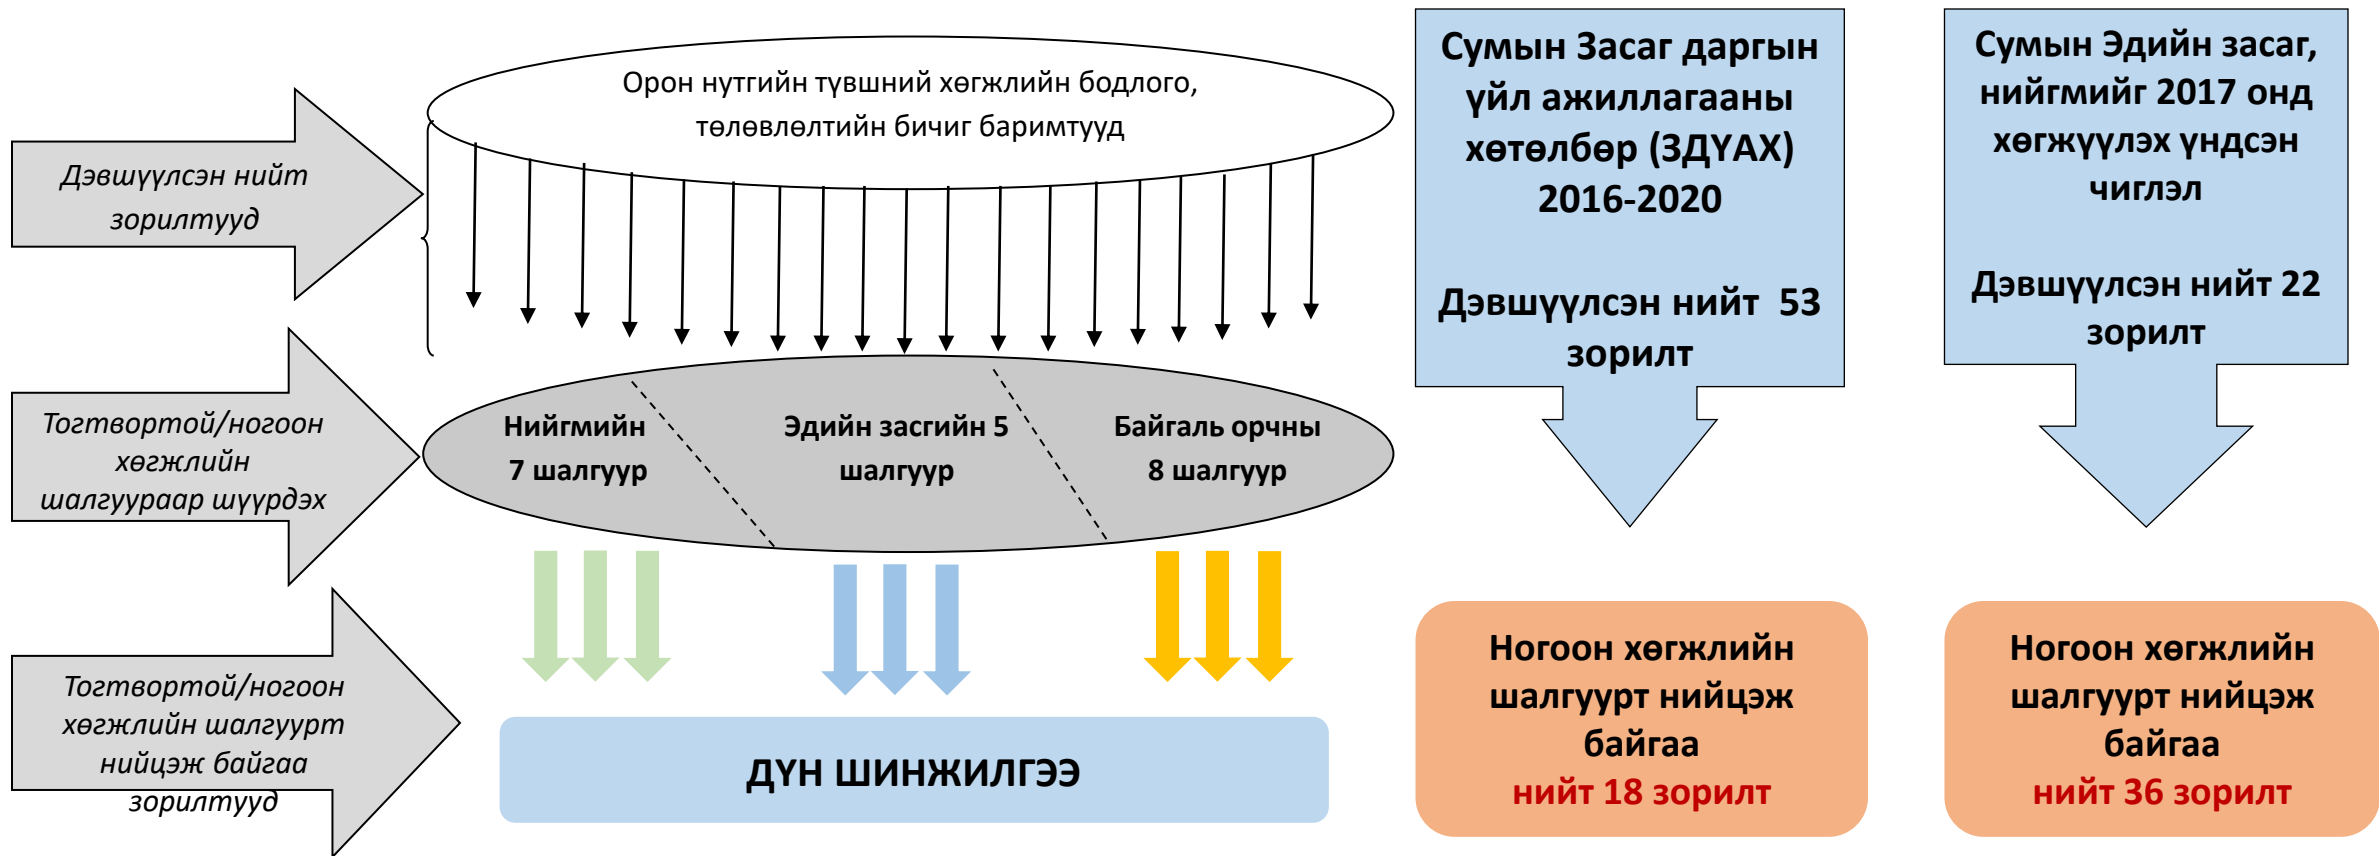 Дэвшүүлсэн нийт
зорилтууд
Орон нутгийн түвшний хөгжлийн бодлого,
төлөвлөлтийн бичиг баримтууд
Сумын Засаг даргын
үйл ажиллагааны
хөтөлбөр (ЗДҮАХ)
2016-2020
Дэвшүүлсэн нийт 53
зорилт
Сумын Эдийн засаг,
нийгмийг 2017 онд
хөгжүүлэх үндсэн
чиглэл
Дэвшүүлсэн нийт 22
зорилт
Тогтвортой/ногоон
хөгжлийн
шалгуураар шүүрдэх
Нийгмийн
7 шалгуур
Эдийн засгийн 5
шалгуур
Байгаль орчны
8 шалгуур
Тогтвортой/ногоон
хөгжлийн шалгуурт
нийцэж байгаа
зорилтууд
ДҮН ШИНЖИЛГЭЭ
Ногоон хөгжлийн
шалгуурт нийцэж
байгаа
нийт 18 зорилт
Ногоон хөгжлийн
шалгуурт нийцэж
байгаа
нийт 36 зорилт